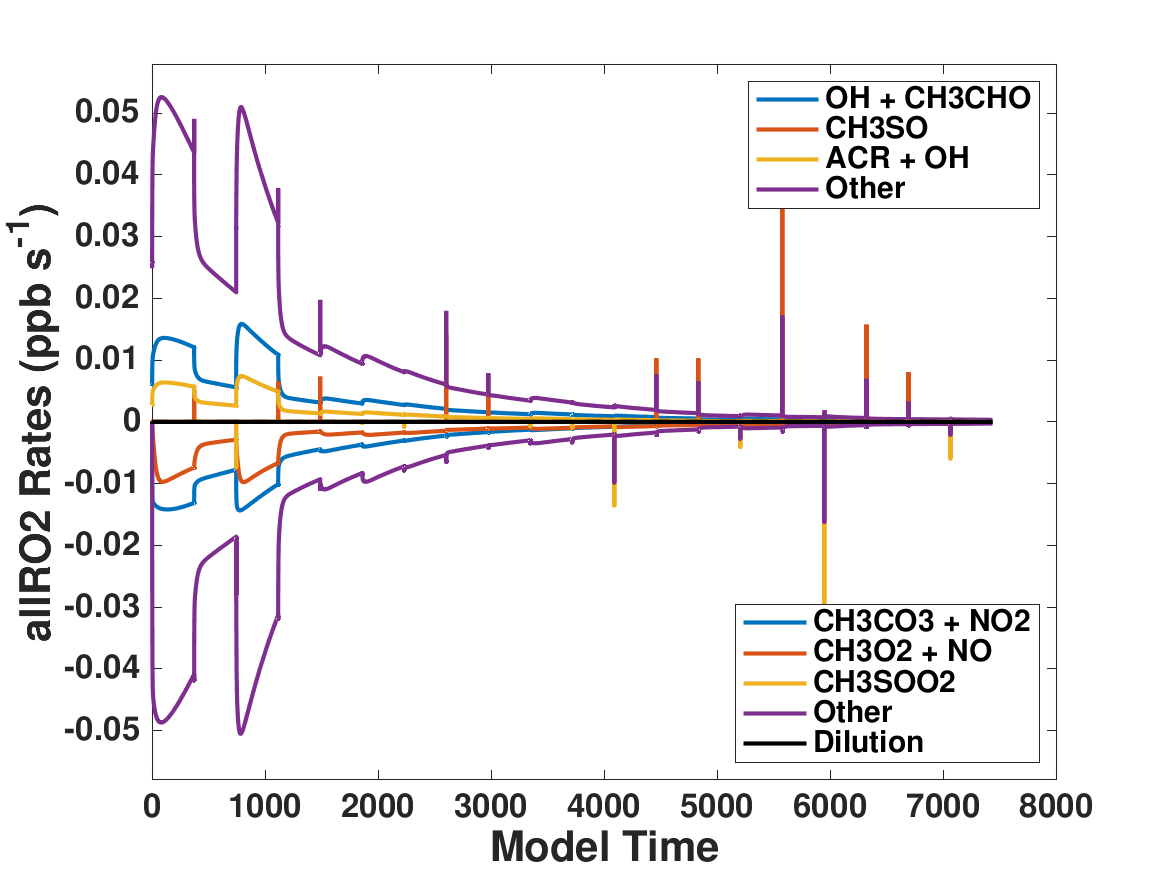 OH + CH3CHO
CH3SO
ACR + OH
Other
0.05
0.04
0.03
0.02
0.01
0
-0.01
-0.02
-0.03
-0.04
-0.05
allRO2 Rates (ppb s-1)
CH3CO3 + NO2
CH3O2 + NO
CH3SOO2
Other
Dilution
0 1000 2000 3000 4000 5000 6000 7000 8000
Model Time